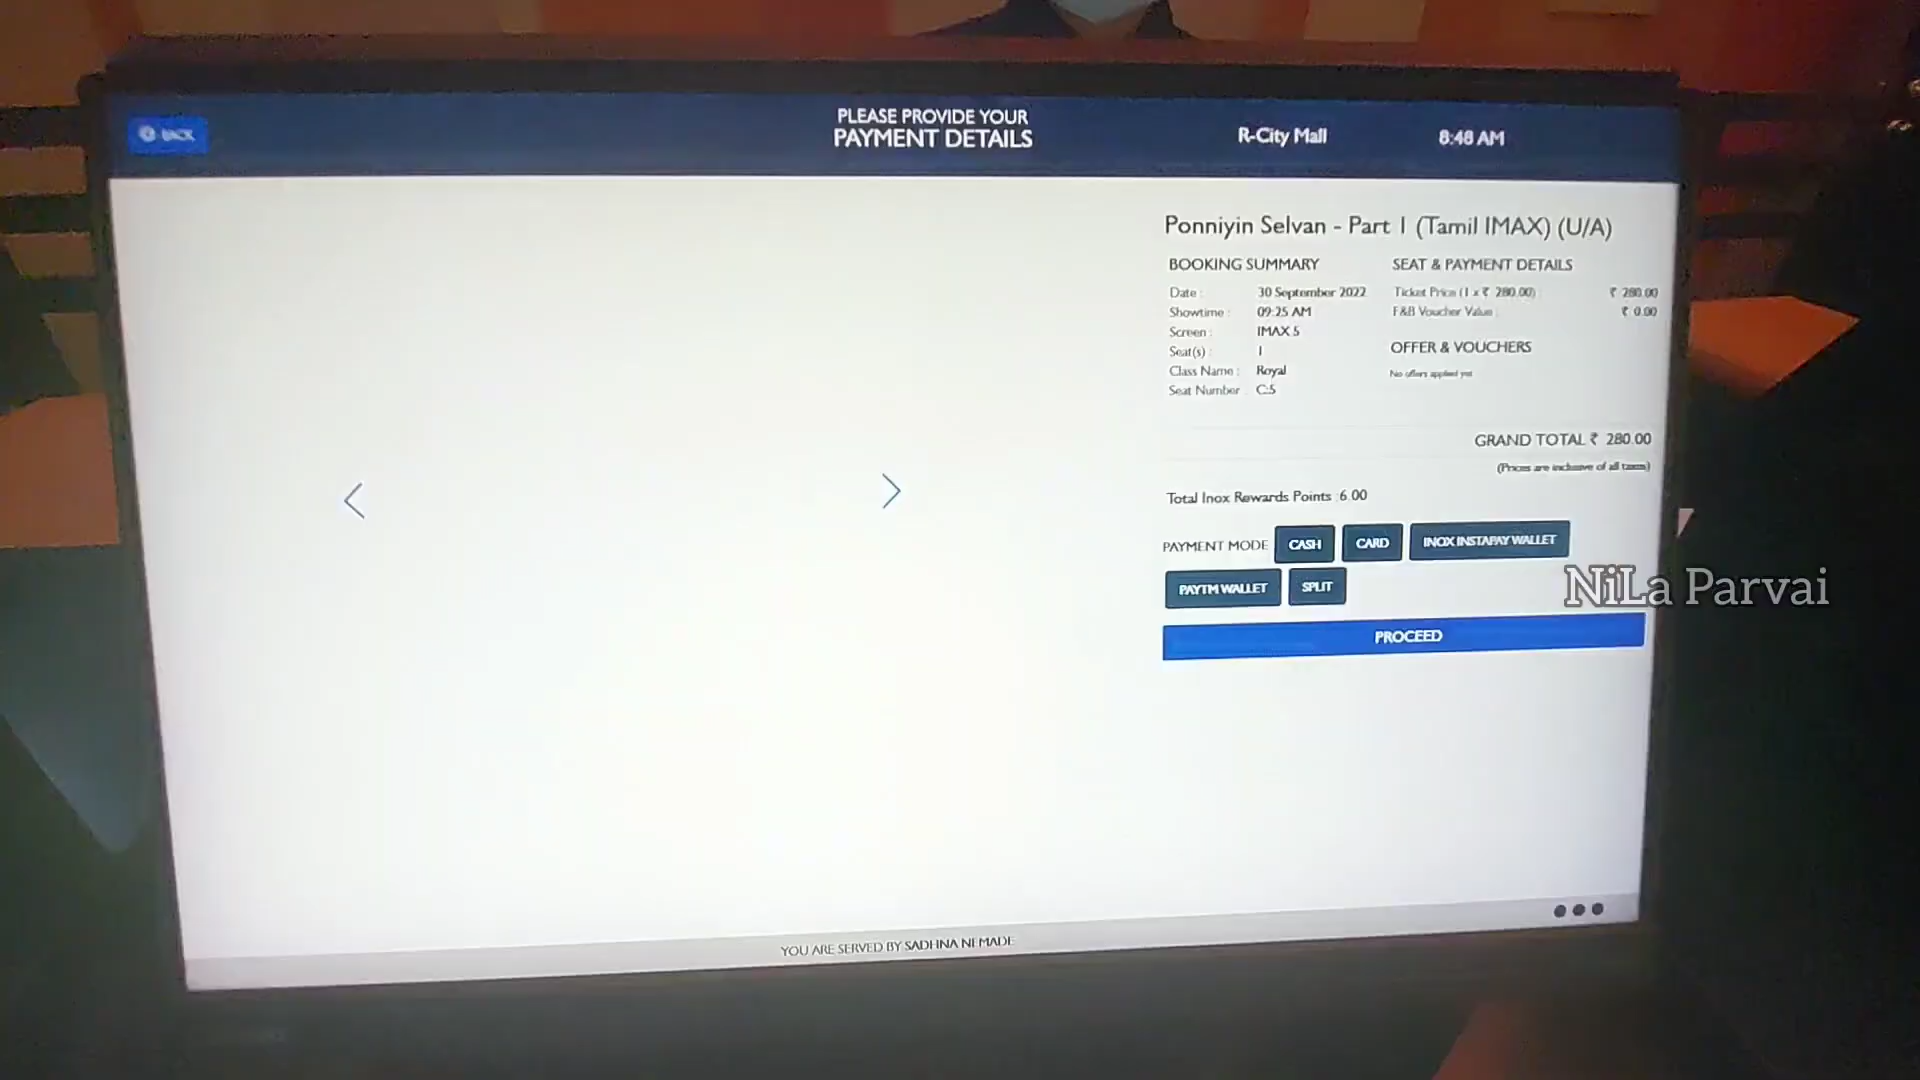 BACK
PLEASE PROVIDE YOUR
PAYMENT DETAILS
R-City Mall
8:48 AM
Ponniyin Selvan - Part 1 (Tamil IMAX) (U/A)
BOOKING SUMMARY
Date : 30 September 2022
Showtime : 09:25 AM
Screen : IMAX 5
Seat(s) : 1
Class Name : Royal
Seat Number : C:5
SEAT & PAYMENT DETAILS
Ticket Price (1 x ₹ 280.00) ₹ 280.00
F&B Voucher Value : ₹ 0.00
OFFER & VOUCHERS
No offers applied yet
GRAND TOTAL ₹ 280.00
(Prices are inclusive of all taxes)
Total Inox Rewards Points :6.00
PAYMENT MODE CASH CARD INOX INSTAPAY WALLET
PAYTM WALLET SPLIT
PROCEED
NiLa Parvai
YOU ARE SERVED BY SADHNA NEMADE